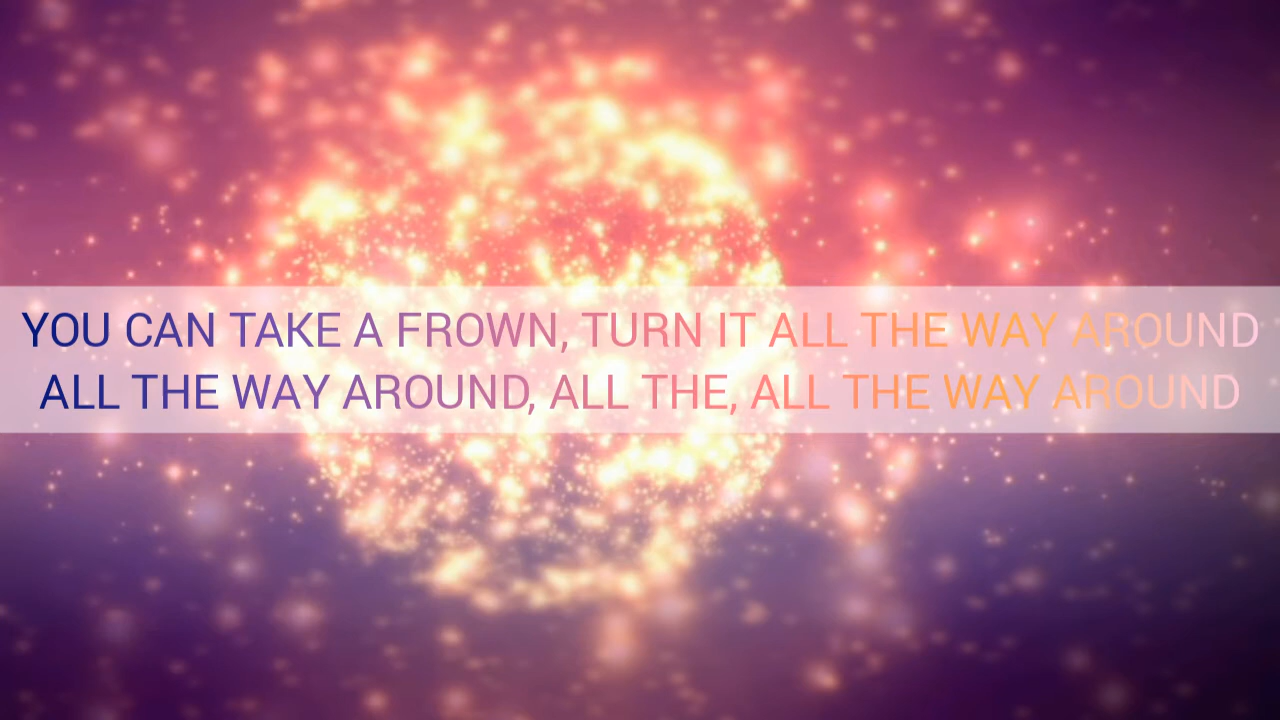 YOU CAN TAKE A FROWN, TURN IT ALL THE WAY AROUND
ALL THE WAY AROUND, ALL THE, ALL THE WAY AROUND